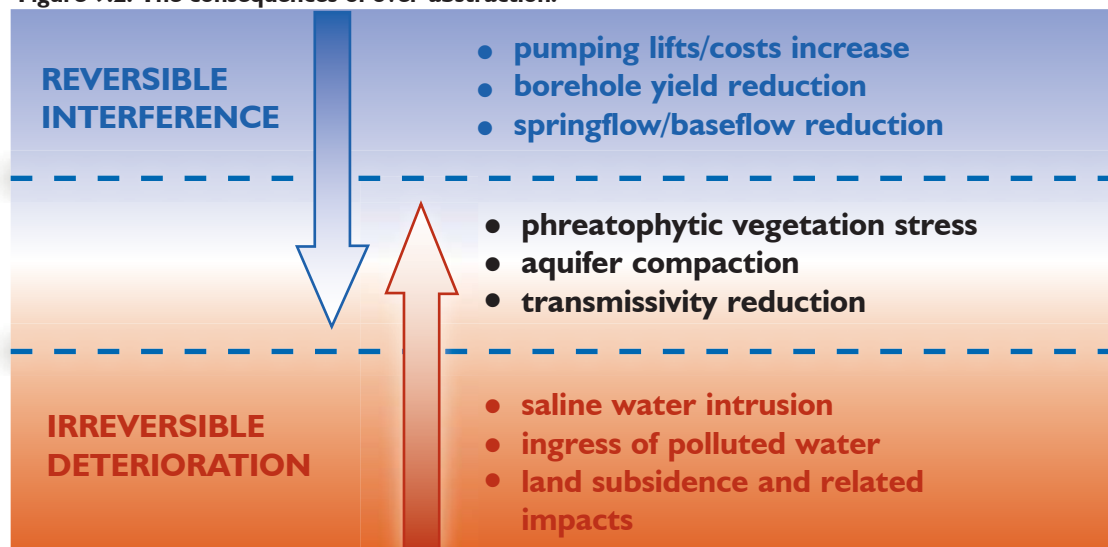 REVERSIBLE
INTERFERENCE
• pumping lifts/costs increase
• borehole yield reduction
• springflow/baseflow reduction
• phreatophytic vegetation stress
• aquifer compaction
• transmissivity reduction
IRREVERSIBLE
DETERIORATION
• saline water intrusion
• ingress of polluted water
• land subsidence and related
impacts